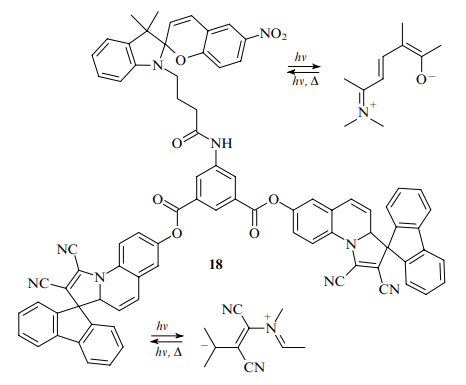 NO₂
O
N
hν
hν, Δ
O⁻
N⁺
O
NH
O
O
O
O
18
NC
NC
N
N
NC
CN
hν
hν, Δ
NC
N⁺
−
CN